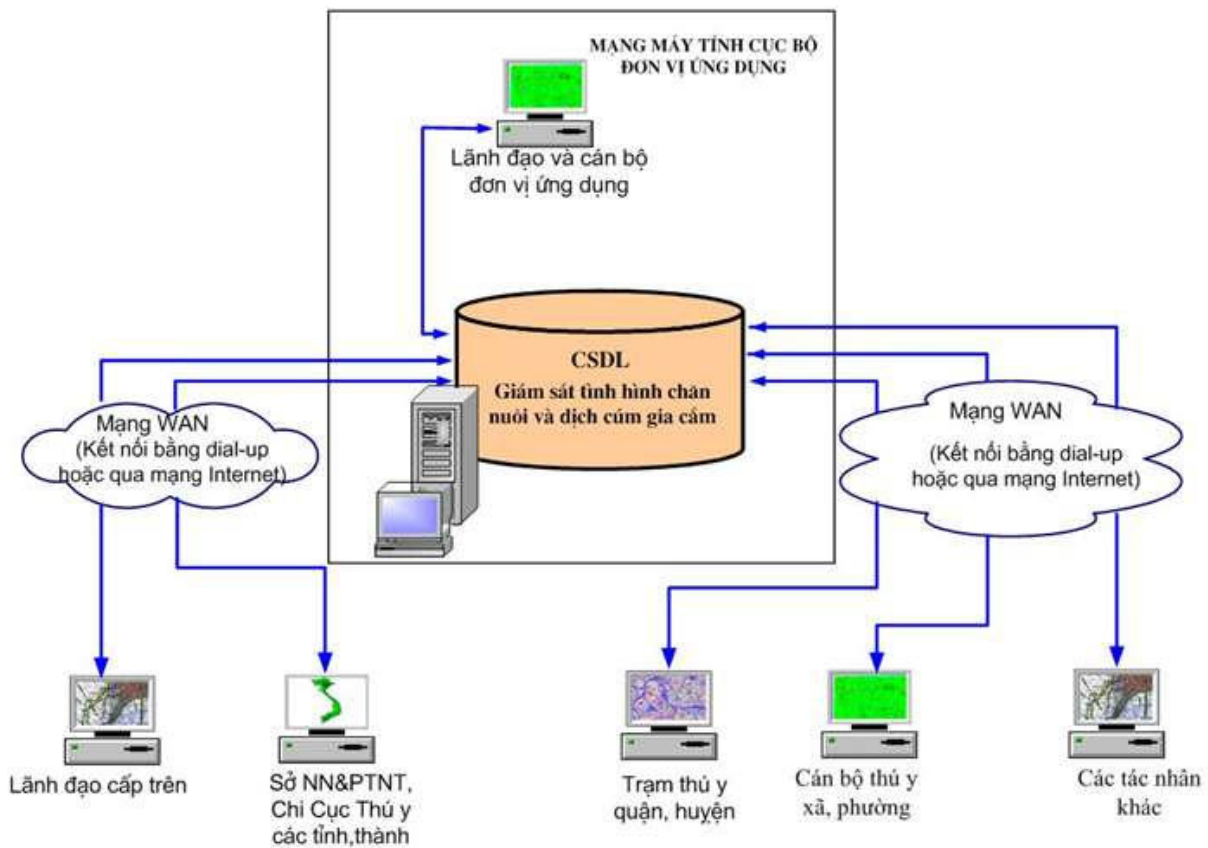 MẠNG MÁY TÍNH CỤC BỘ
ĐƠN VỊ ỨNG DỤNG
Lãnh đạo và cán bộ
đơn vị ứng dụng
CSDL
Giám sát tình hình chăn
nuôi và dịch cúm gia cầm
Mạng WAN
(Kết nối bằng dial-up
hoặc qua mạng Internet)
Mạng WAN
(Kết nối bằng dial-up
hoặc qua mạng Internet)
Lãnh đạo cấp trên
Sở NN&PTNT,
Chi Cục Thú y
các tỉnh,thành
Trạm thú y
quận, huyện
Cán bộ thú y
xã, phường
Các tác nhân
khác